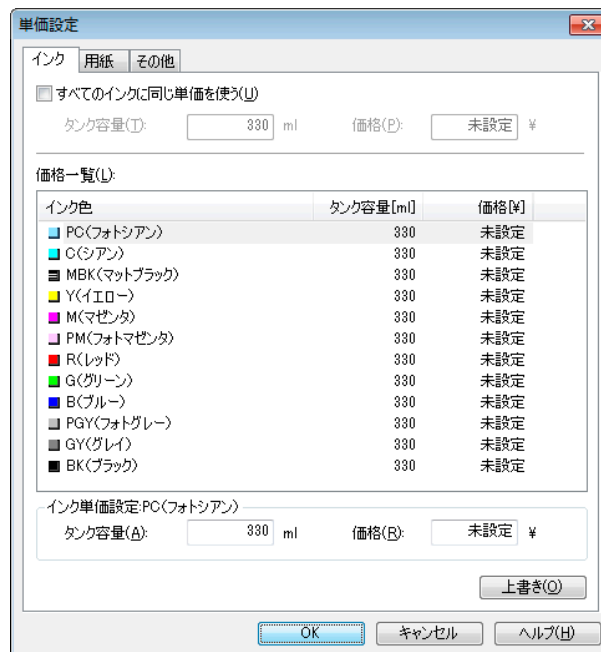 単価設定
インク 用紙 その他
すべてのインクに同じ単価を使う(U)
タンク容量(T): 330 ml 価格(P): 未設定 ¥
価格一覧(L):
インク色 タンク容量[ml] 価格[¥]
PC(フォトシアン) 330 未設定
C(シアン) 330 未設定
MBK(マットブラック) 330 未設定
Y(イエロー) 330 未設定
M(マゼンタ) 330 未設定
PM(フォトマゼンタ) 330 未設定
R(レッド) 330 未設定
G(グリーン) 330 未設定
B(ブルー) 330 未設定
PGY(フォトグレー) 330 未設定
GY(グレイ) 330 未設定
BK(ブラック) 330 未設定
インク単価設定:PC(フォトシアン)
タンク容量(A): 330 ml 価格(R): 未設定 ¥
上書き(O)
OK キャンセル ヘルプ(H)